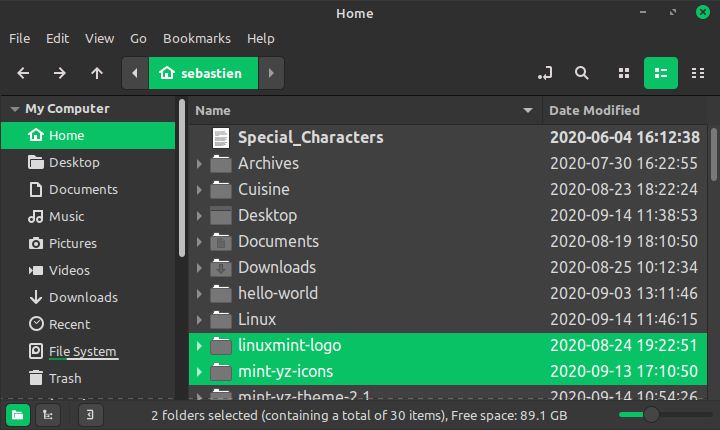 Home
File Edit View Go Bookmarks Help
sebastien
My Computer
Home
Desktop
Documents
Music
Pictures
Videos
Downloads
Recent
File System
Trash
Name Date Modified
Special_Characters 2020-06-04 16:12:38
Archives 2020-07-30 16:22:55
Cuisine 2020-08-23 18:22:24
Desktop 2020-09-14 11:38:53
Documents 2020-08-19 18:10:50
Downloads 2020-08-25 10:12:34
hello-world 2020-09-03 13:11:46
Linux 2020-09-14 11:46:15
linuxmint-logo 2020-08-24 19:22:51
mint-yz-icons 2020-09-13 17:10:50
mint-yz-theme-2.1 2020-09-14 10:54:26
2 folders selected (containing a total of 30 items), Free space: 89.1 GB